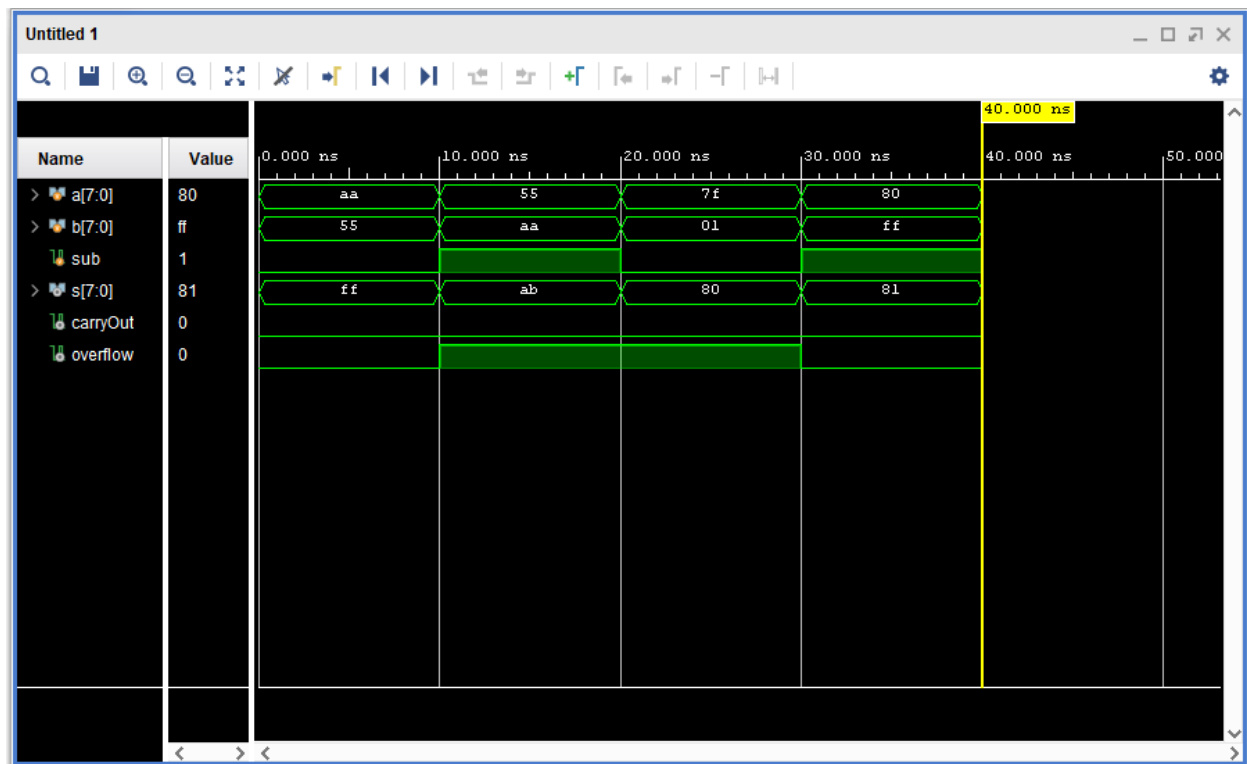 Untitled 1
40.000 ns
Name Value 0.000 ns 10.000 ns 20.000 ns 30.000 ns 40.000 ns 50.000
a[7:0] 80 aa 55 7f 80
b[7:0] ff 55 aa 01 ff
sub 1
s[7:0] 81 ff ab 80 81
carryOut 0
overflow 0